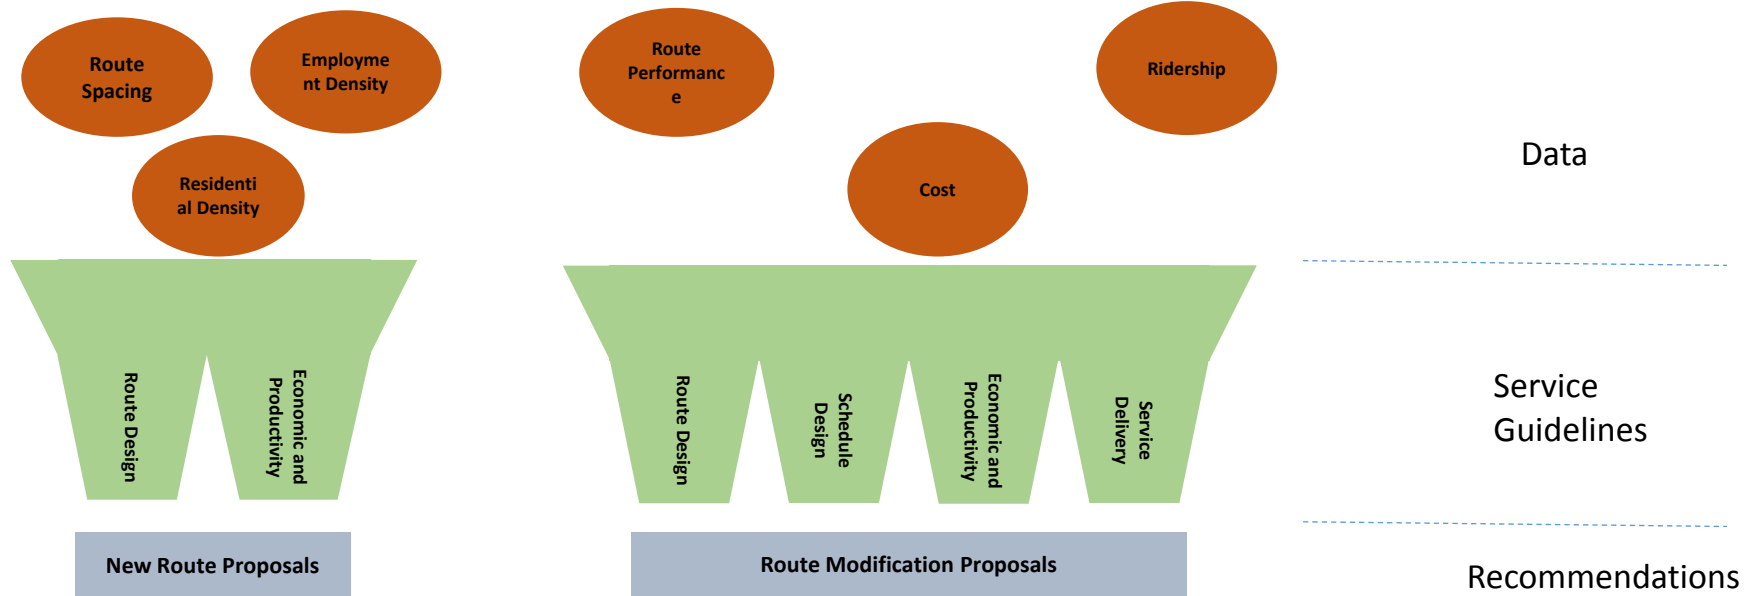 Route
Spacing
Employme
nt Density
Residenti
al Density
Route
Performanc
e
Ridership
Cost
Data
Route Design
Economic and
Productivity
Route Design
Schedule
Design
Economic and
Productivity
Service
Delivery
Service
Guidelines
New Route Proposals
Route Modification Proposals
Recommendations